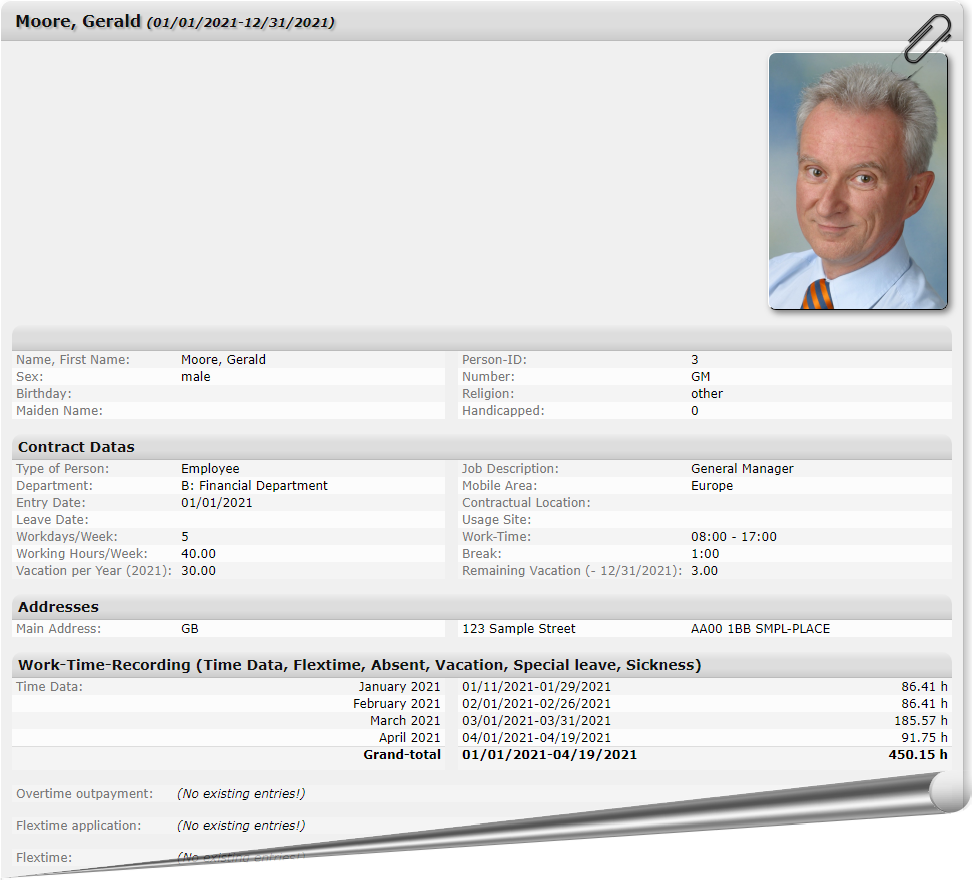 Moore, Gerald (01/01/2021-12/31/2021)
Name, First Name: Moore, Gerald Person-ID: 3
Sex: male Number: GM
Birthday: Religion: other
Maiden Name: Handicapped: 0
Contract Datas
Type of Person: Employee Job Description: General Manager
Department: B: Financial Department Mobile Area: Europe
Entry Date: 01/01/2021 Contractual Location:
Leave Date: Usage Site:
Workdays/Week: 5 Work-Time: 08:00 - 17:00
Working Hours/Week: 40.00 Break: 1:00
Vacation per Year (2021): 30.00 Remaining Vacation (- 12/31/2021): 3.00
Addresses
Main Address: GB 123 Sample Street AA00 1BB SMPL-PLACE
Work-Time-Recording (Time Data, Flextime, Absent, Vacation, Special leave, Sickness)
Time Data: January 2021 01/11/2021-01/29/2021 86.41 h
February 2021 02/01/2021-02/26/2021 86.41 h
March 2021 03/01/2021-03/31/2021 185.57 h
April 2021 04/01/2021-04/19/2021 91.75 h
Grand-total 01/01/2021-04/19/2021 450.15 h
Overtime outpayment: (No existing entries!)
Flextime application: (No existing entries!)
Flextime: (No existing entries!)